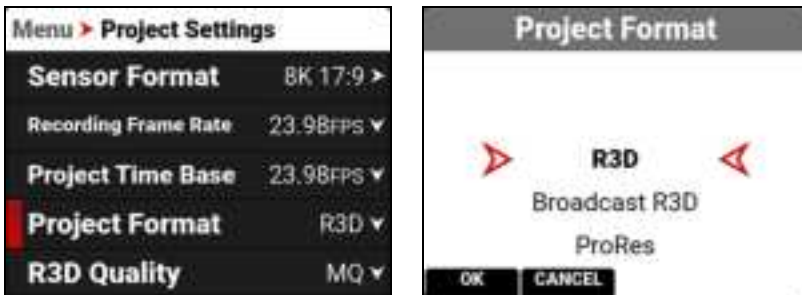 Menu > Project Settings
Sensor Format 8K 17:9 >
Recording Frame Rate 23.98FPS
Project Time Base 23.98FPS
Project Format R3D
R3D Quality MQ
Project Format
R3D
Broadcast R3D
ProRes
OK CANCEL